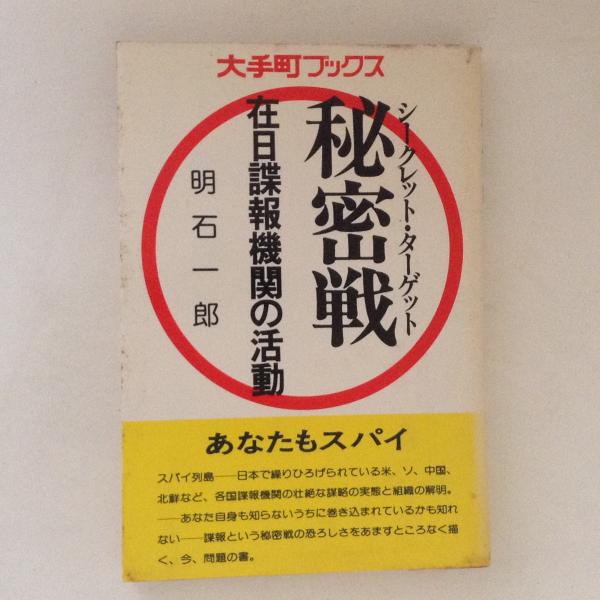 大手町ブックス
シークレット・ターゲット
秘密戦
在日諜報機関の活動
明石一郎
あなたもスパイ
スパイ列島――日本で繰りひろげられている米、ソ、中国、
北鮮など、各国諜報機関の壮絶な謀略の実態と組織の解明。
――あなた自身も知らないうちに巻き込まれているかも知れ
ない――諜報という秘密戦の恐ろしさをあますところなく描
く、今、問題の書。